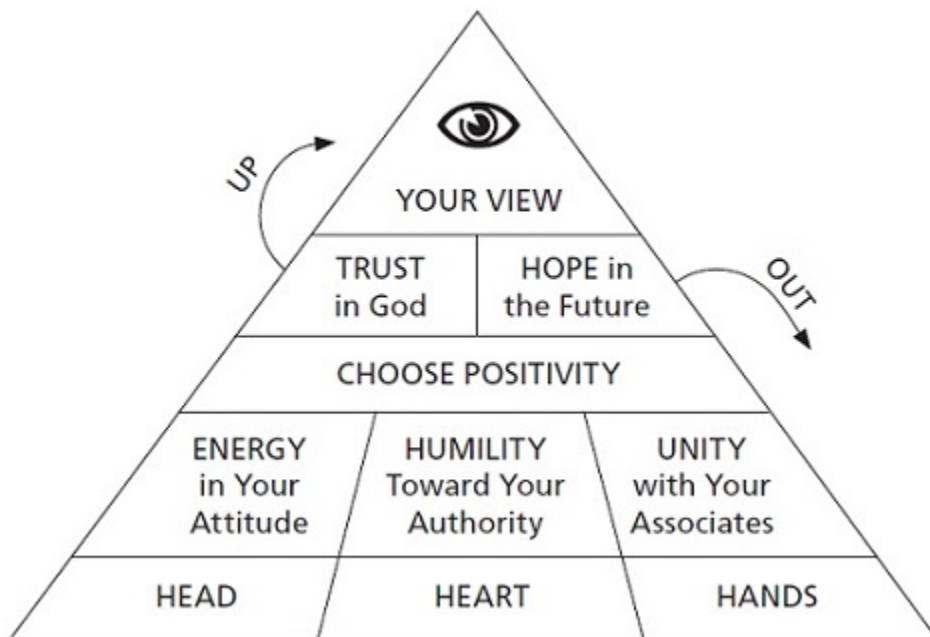 UP
YOUR VIEW
TRUST
in God
HOPE in
the Future
OUT
CHOOSE POSITIVITY
ENERGY
in Your
Attitude
HUMILITY
Toward Your
Authority
UNITY
with Your
Associates
HEAD
HEART
HANDS